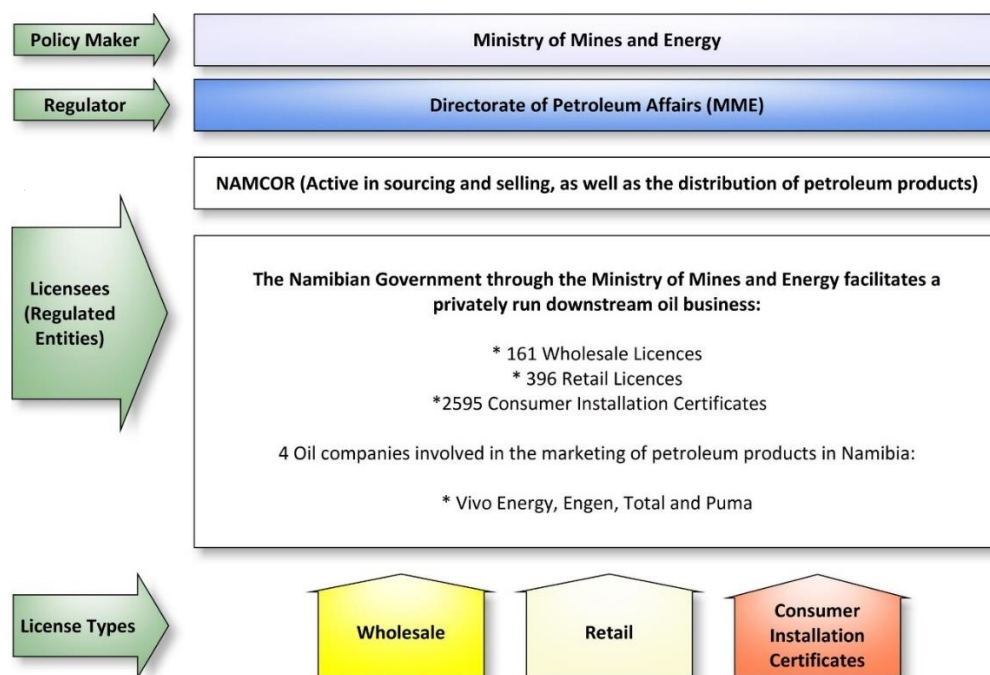 Policy Maker
Ministry of Mines and Energy
Regulator
Directorate of Petroleum Affairs (MME)
NAMCOR (Active in sourcing and selling, as well as the distribution of petroleum products)
Licensees
(Regulated
Entities)
The Namibian Government through the Ministry of Mines and Energy facilitates a
privately run downstream oil business:
* 161 Wholesale Licences
* 396 Retail Licences
*2595 Consumer Installation Certificates
4 Oil companies involved in the marketing of petroleum products in Namibia:
* Vivo Energy, Engen, Total and Puma
License Types
Wholesale
Retail
Consumer
Installation
Certificates